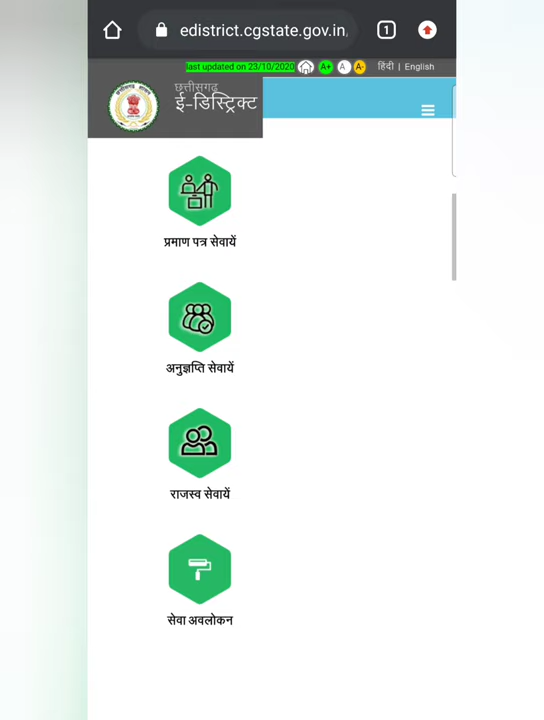 edistrict.cgstate.gov.in
1
last updated on 23/10/2020 A+ A A- हिंदी | English
छत्तीसगढ़
ई-डिस्ट्रिक्ट
प्रमाण पत्र सेवायें
अनुज्ञप्ति सेवायें
राजस्व सेवायें
सेवा अवलोकन